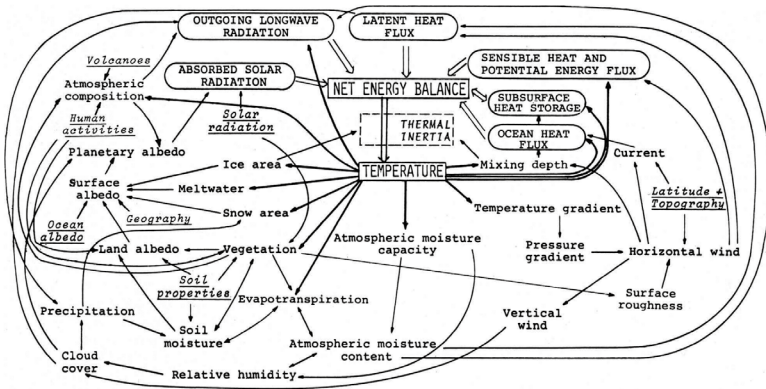 OUTGOING LONGWAVE
RADIATION
LATENT HEAT
FLUX
Volcanoes
ABSORBED SOLAR
RADIATION
SENSIBLE HEAT AND
POTENTIAL ENERGY FLUX
Atmospheric
composition
NET ENERGY BALANCE
SUBSURFACE
HEAT STORAGE
Human
activities
Solar
radiation
THERMAL
INERTIA
OCEAN HEAT
FLUX
Planetary albedo
Ice area
TEMPERATURE
Mixing depth
Current
Surface
albedo
Meltwater
Latitude +
Topography
Snow area
Temperature gradient
Ocean
albedo
Geography
Atmospheric moisture
capacity
Land albedo
Vegetation
Pressure
gradient
Horizontal wind
Soil
properties
Evapotranspiration
Surface
roughness
Precipitation
Vertical
wind
Soil
moisture
Atmospheric moisture
content
Cloud
cover
Relative humidity